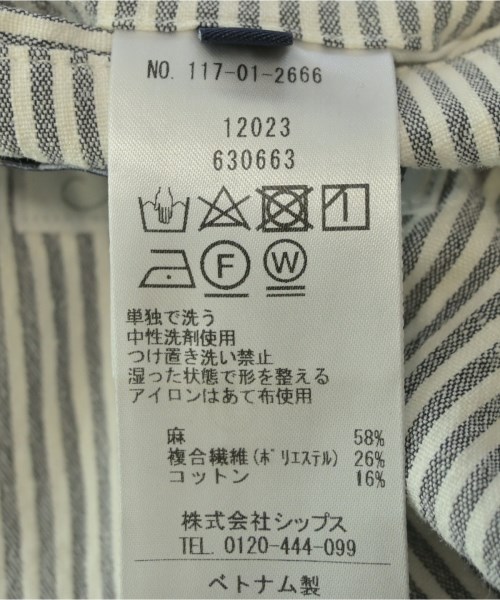 NO. 117-01-2666
12023
630663
F W
単独で洗う
中性洗剤使用
つけ置き洗い禁止
湿った状態で形を整える
アイロンはあて布使用
麻 58%
複合繊維(ﾎﾟﾘｴｽﾃﾙ) 26%
コットン 16%
株式会社シップス
TEL. 0120-444-099
ベトナム製